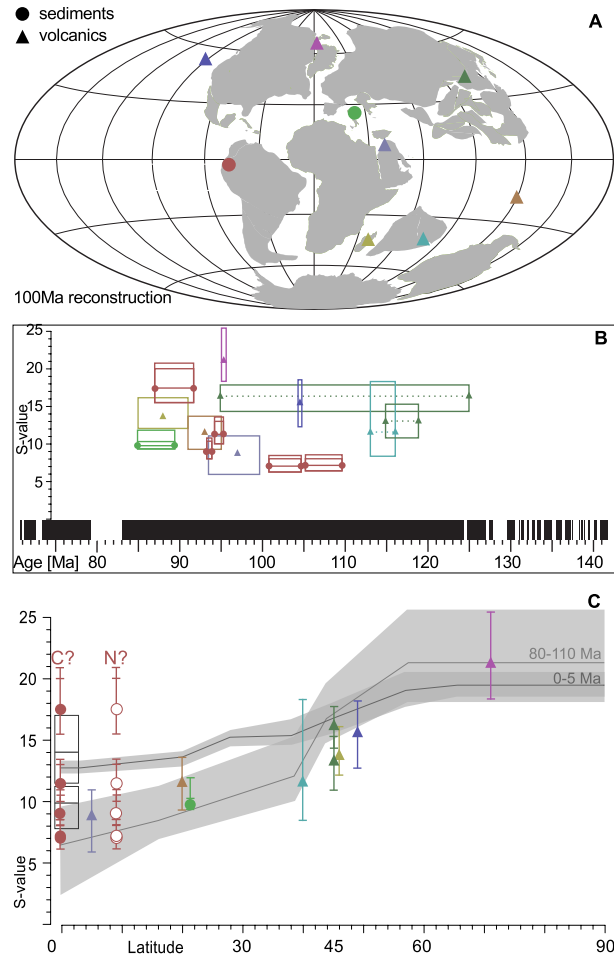 sediments
A
volcanics
100Ma reconstruction
25
B
20
15
S-value
10
5
Age [Ma]
80
90
100
110
120
130
140
C
25
C?
N?
80-110 Ma
20
0-5 Ma
15
10
S-value
5
0
Latitude
30
45
60
90